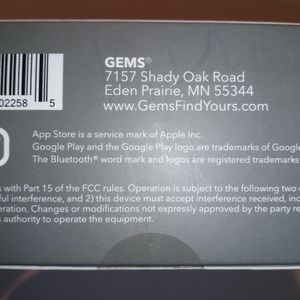 GEMS®
7157 Shady Oak Road
Eden Prairie, MN 55344
www.GemsFindYours.com
02258 5
App Store is a service mark of Apple Inc.
Google Play and the Google Play logo are trademarks of Google
The Bluetooth® word mark and logos are registered trademarks
s with Part 15 of the FCC rules. Operation is subject to the following two
ful interference, and 2) this device must accept interference received, inc
eration. Changes or modifications not expressly approved by the party re
s authority to operate the equipment.